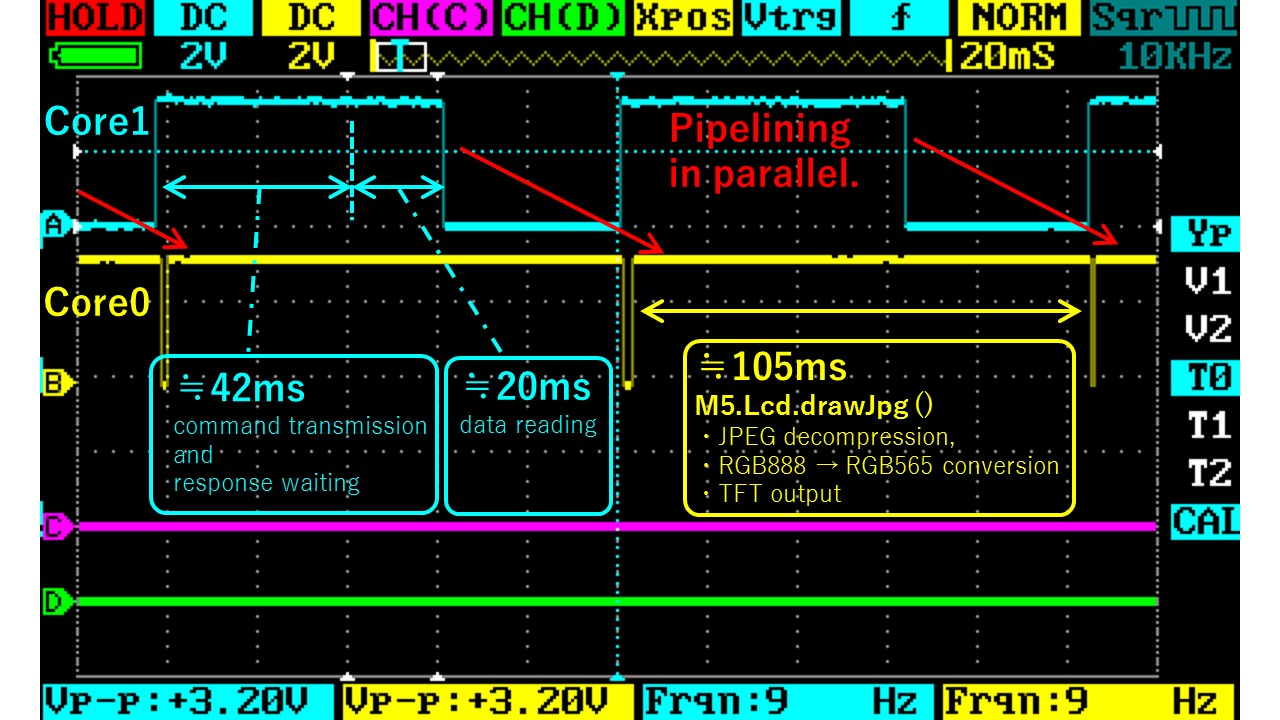 HOLD DC DC CH(C) CH(D) Xpos Vtrg f NORM Sqr
2V 2V T 20mS 10KHz
Core1
Pipelining
in parallel.
A
Core0
B
≒42ms
command transmission
and
response waiting
≒20ms
data reading
≒105ms
M5.Lcd.drawJpg()
・JPEG decompression,
・RGB888 → RGB565 conversion
・TFT output
C
D
Yp
V1
V2
T0
T1
T2
CAL
Vp-p:+3.20V Vp-p:+3.20V Frqn:9 Hz Frqn:9 Hz